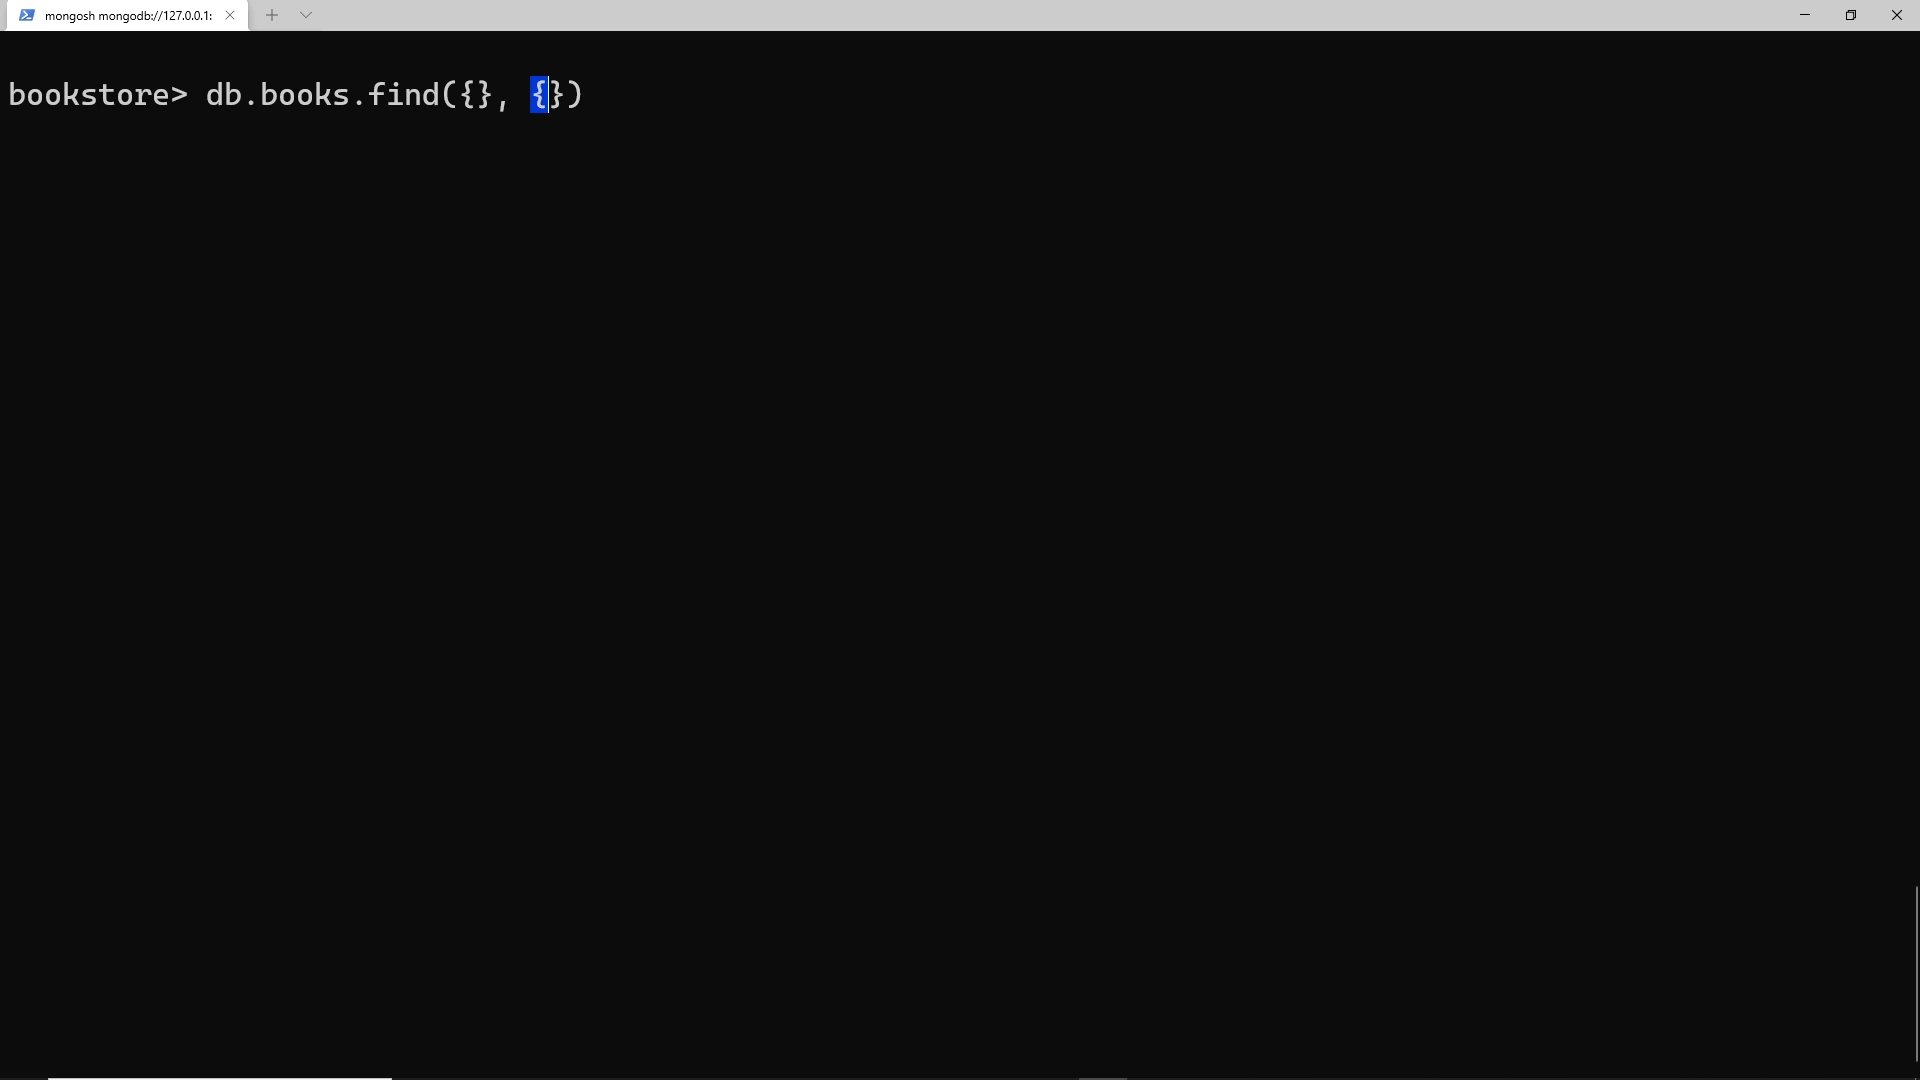 mongosh mongodb://127.0.0.1:
bookstore> db.books.find({}, {})